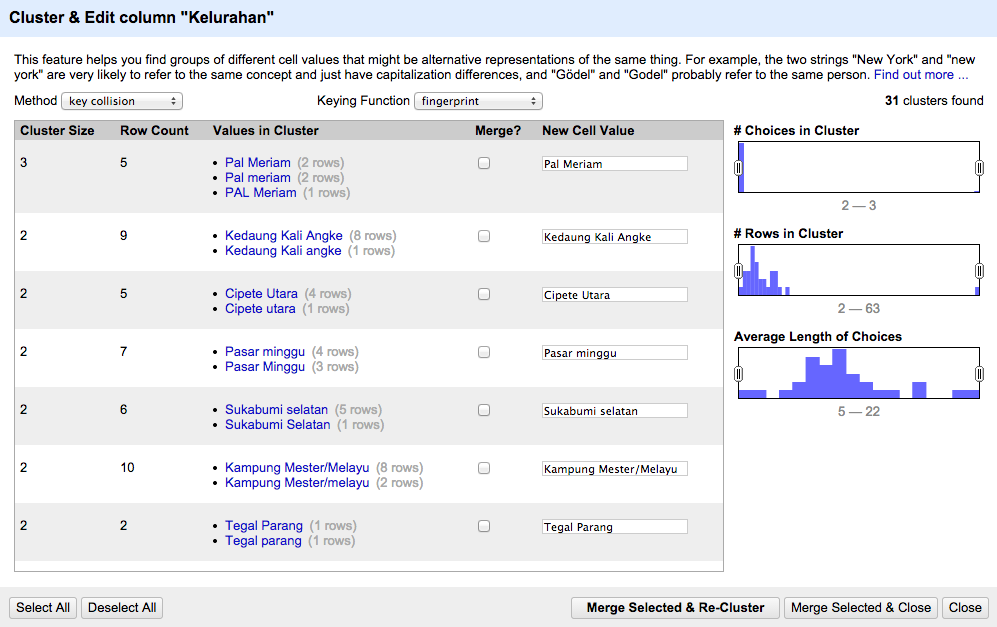 Cluster & Edit column "Kelurahan"
This feature helps you find groups of different cell values that might be alternative representations of the same thing. For example, the two strings "New York" and "new
york" are very likely to refer to the same concept and just have capitalization differences, and "Gödel" and "Godel" probably refer to the same person. Find out more ...
Method key collision Keying Function fingerprint 31 clusters found
Cluster Size Row Count Values in Cluster Merge? New Cell Value
3 5 • Pal Meriam (2 rows) Pal Meriam
• Pal meriam (2 rows)
• PAL Meriam (1 rows)
2 9 • Kedaung Kali Angke (8 rows) Kedaung Kali Angke
• Kedaung Kali angke (1 rows)
2 5 • Cipete Utara (4 rows) Cipete Utara
• Cipete utara (1 rows)
2 7 • Pasar minggu (4 rows) Pasar minggu
• Pasar Minggu (3 rows)
2 6 • Sukabumi selatan (5 rows) Sukabumi selatan
• Sukabumi Selatan (1 rows)
2 10 • Kampung Mester/Melayu (8 rows) Kampung Mester/Melayu
• Kampung Mester/melayu (2 rows)
2 2 • Tegal Parang (1 rows) Tegal Parang
• Tegal parang (1 rows)
# Choices in Cluster
2 — 3
# Rows in Cluster
2 — 63
Average Length of Choices
5 — 22
Select All Deselect All Merge Selected & Re-Cluster Merge Selected & Close Close